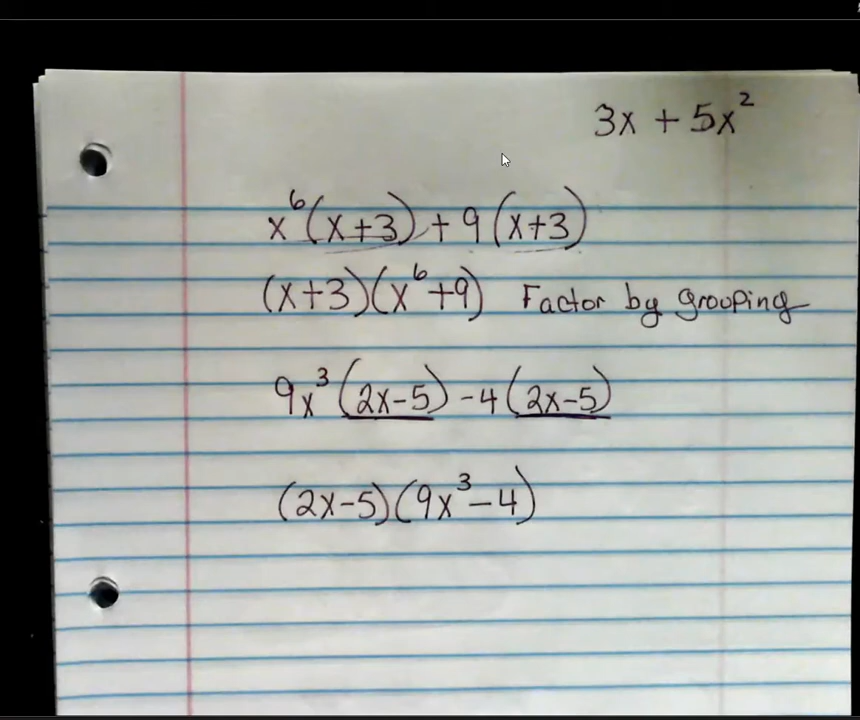 3x + 5x²
x⁶(x+3) + 9(x+3)
(x+3)(x⁶+9) Factor by grouping
9x³(2x-5) - 4(2x-5)
(2x-5)(9x³-4)